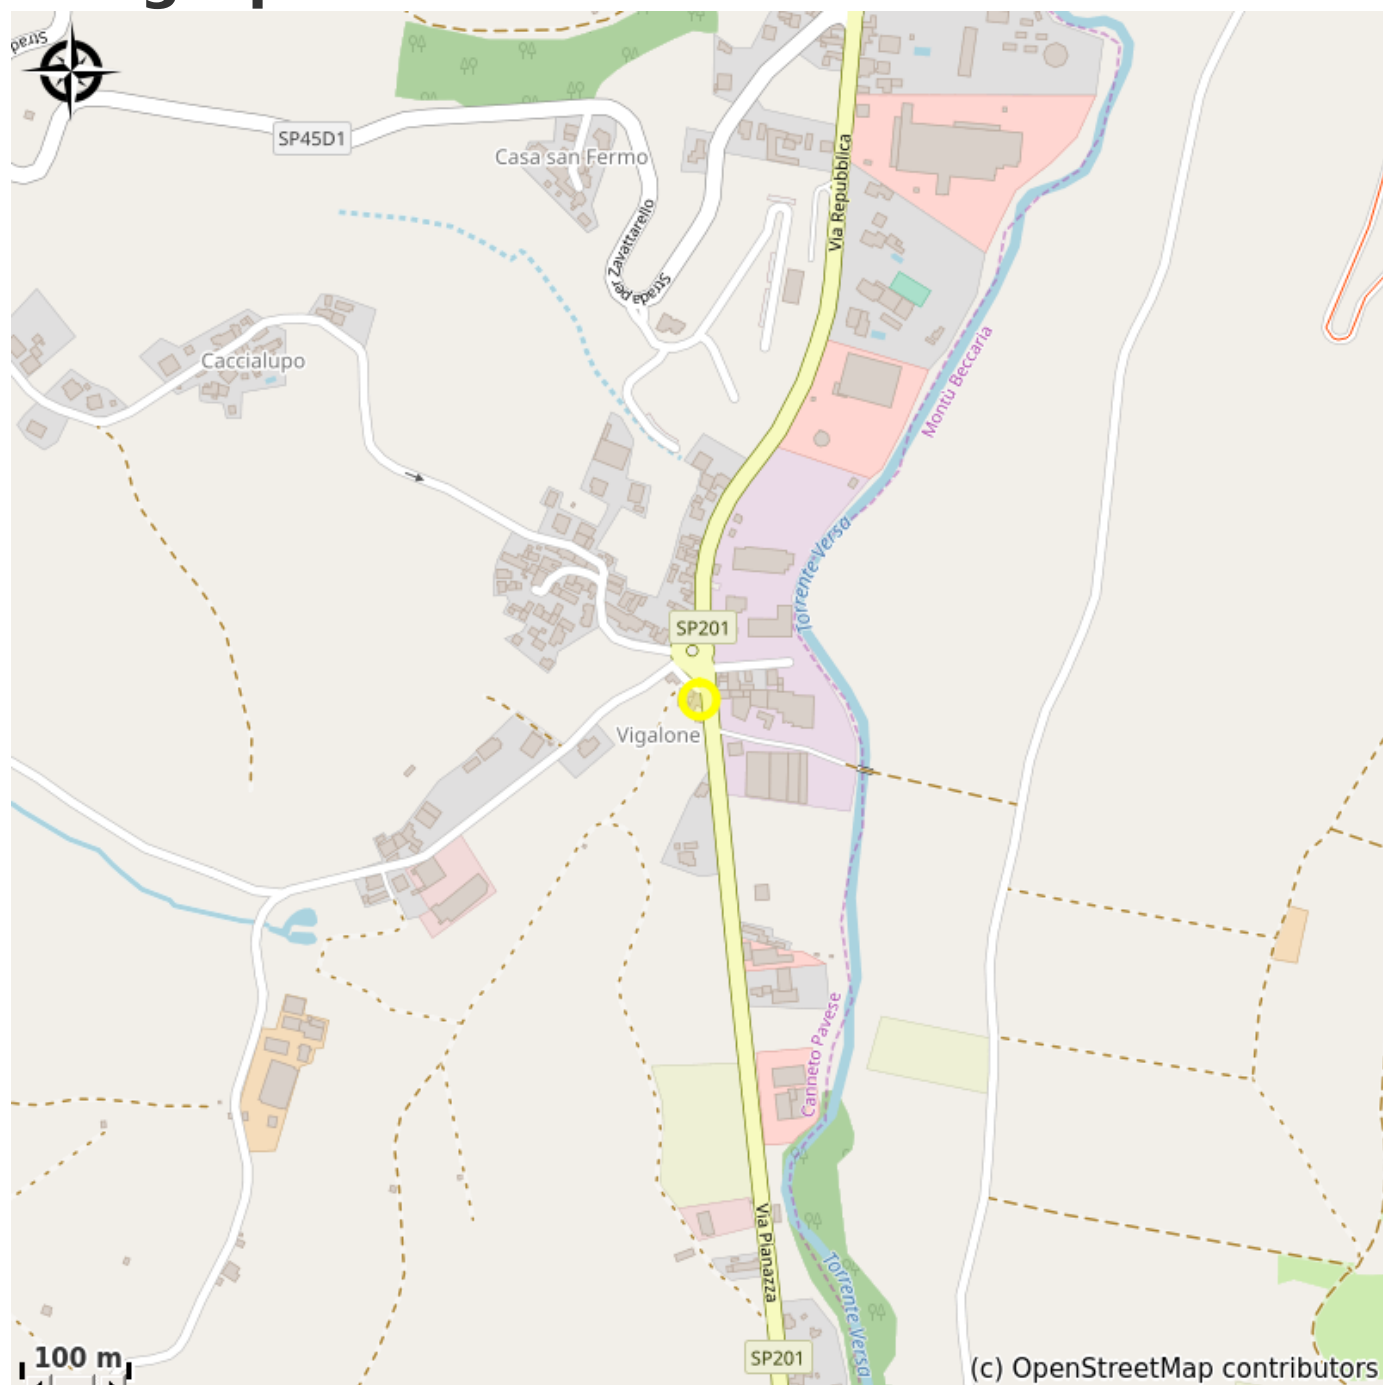 Strada
SP45D1
Casa san Fermo
Via Repubblica
Strada per Zavattarello
Caccialupo
Montù Beccaria
Torrente Versa
SP201
Vigalone
Canneto Pavese
Via Pianazza
Torrente Versa
SP201
100 m
(c) OpenStreetMap contributors